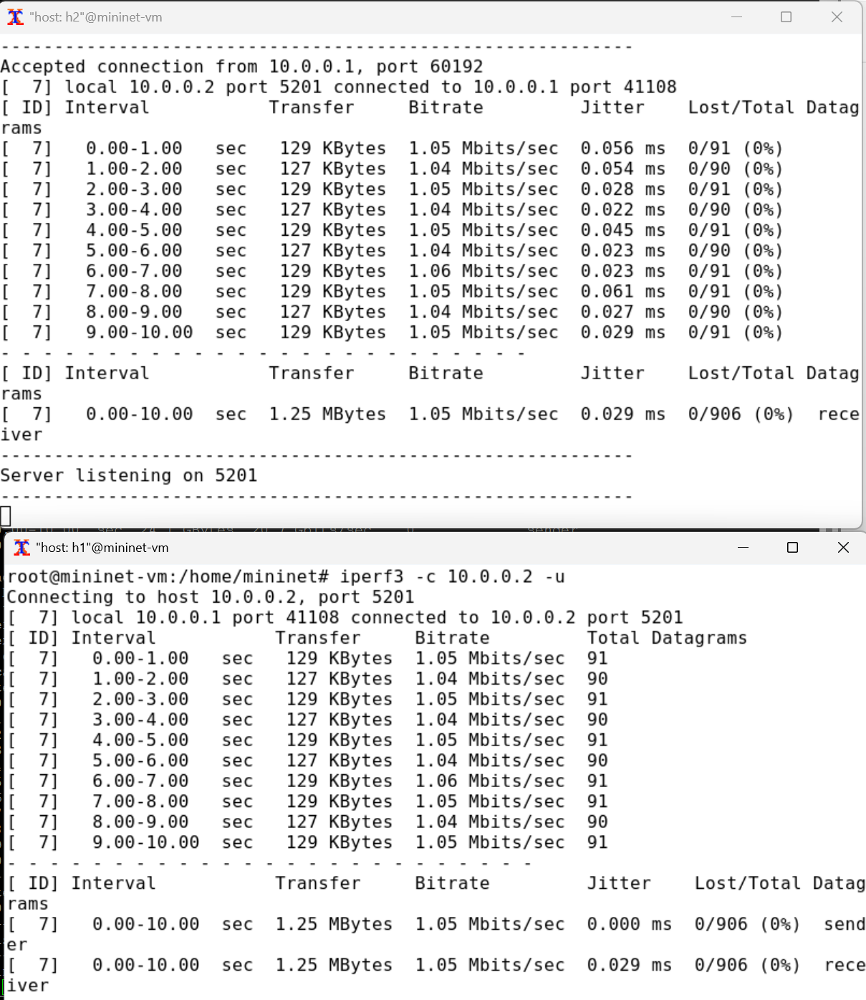 "host: h2"@mininet-vm
-----------------------------------------------------------
Accepted connection from 10.0.0.1, port 60192
[  7] local 10.0.0.2 port 5201 connected to 10.0.0.1 port 41108
[ ID] Interval           Transfer     Bitrate         Jitter    Lost/Total Datag
rams
[  7]   0.00-1.00   sec   129 KBytes  1.05 Mbits/sec  0.056 ms  0/91 (0%)
[  7]   1.00-2.00   sec   127 KBytes  1.04 Mbits/sec  0.054 ms  0/90 (0%)
[  7]   2.00-3.00   sec   129 KBytes  1.05 Mbits/sec  0.028 ms  0/91 (0%)
[  7]   3.00-4.00   sec   127 KBytes  1.04 Mbits/sec  0.022 ms  0/90 (0%)
[  7]   4.00-5.00   sec   129 KBytes  1.05 Mbits/sec  0.045 ms  0/91 (0%)
[  7]   5.00-6.00   sec   127 KBytes  1.04 Mbits/sec  0.023 ms  0/90 (0%)
[  7]   6.00-7.00   sec   129 KBytes  1.06 Mbits/sec  0.023 ms  0/91 (0%)
[  7]   7.00-8.00   sec   129 KBytes  1.05 Mbits/sec  0.061 ms  0/91 (0%)
[  7]   8.00-9.00   sec   127 KBytes  1.04 Mbits/sec  0.027 ms  0/90 (0%)
[  7]   9.00-10.00  sec   129 KBytes  1.05 Mbits/sec  0.029 ms  0/91 (0%)
- - - - - - - - - - - - - - - - - - - - - - - - -
[ ID] Interval           Transfer     Bitrate         Jitter    Lost/Total Datag
rams
[  7]   0.00-10.00  sec  1.25 MBytes  1.05 Mbits/sec  0.029 ms  0/906 (0%)  rece
iver
-----------------------------------------------------------
Server listening on 5201
-----------------------------------------------------------
"host: h1"@mininet-vm
root@mininet-vm:/home/mininet# iperf3 -c 10.0.0.2 -u
Connecting to host 10.0.0.2, port 5201
[  7] local 10.0.0.1 port 41108 connected to 10.0.0.2 port 5201
[ ID] Interval           Transfer     Bitrate         Total Datagrams
[  7]   0.00-1.00   sec   129 KBytes  1.05 Mbits/sec  91
[  7]   1.00-2.00   sec   127 KBytes  1.04 Mbits/sec  90
[  7]   2.00-3.00   sec   129 KBytes  1.05 Mbits/sec  91
[  7]   3.00-4.00   sec   127 KBytes  1.04 Mbits/sec  90
[  7]   4.00-5.00   sec   129 KBytes  1.05 Mbits/sec  91
[  7]   5.00-6.00   sec   127 KBytes  1.04 Mbits/sec  90
[  7]   6.00-7.00   sec   129 KBytes  1.06 Mbits/sec  91
[  7]   7.00-8.00   sec   129 KBytes  1.05 Mbits/sec  91
[  7]   8.00-9.00   sec   127 KBytes  1.04 Mbits/sec  90
[  7]   9.00-10.00  sec   129 KBytes  1.05 Mbits/sec  91
- - - - - - - - - - - - - - - - - - - - - - - - -
[ ID] Interval           Transfer     Bitrate         Jitter    Lost/Total Datag
rams
[  7]   0.00-10.00  sec  1.25 MBytes  1.05 Mbits/sec  0.000 ms  0/906 (0%)  send
er
[  7]   0.00-10.00  sec  1.25 MBytes  1.05 Mbits/sec  0.029 ms  0/906 (0%)  rece
iver